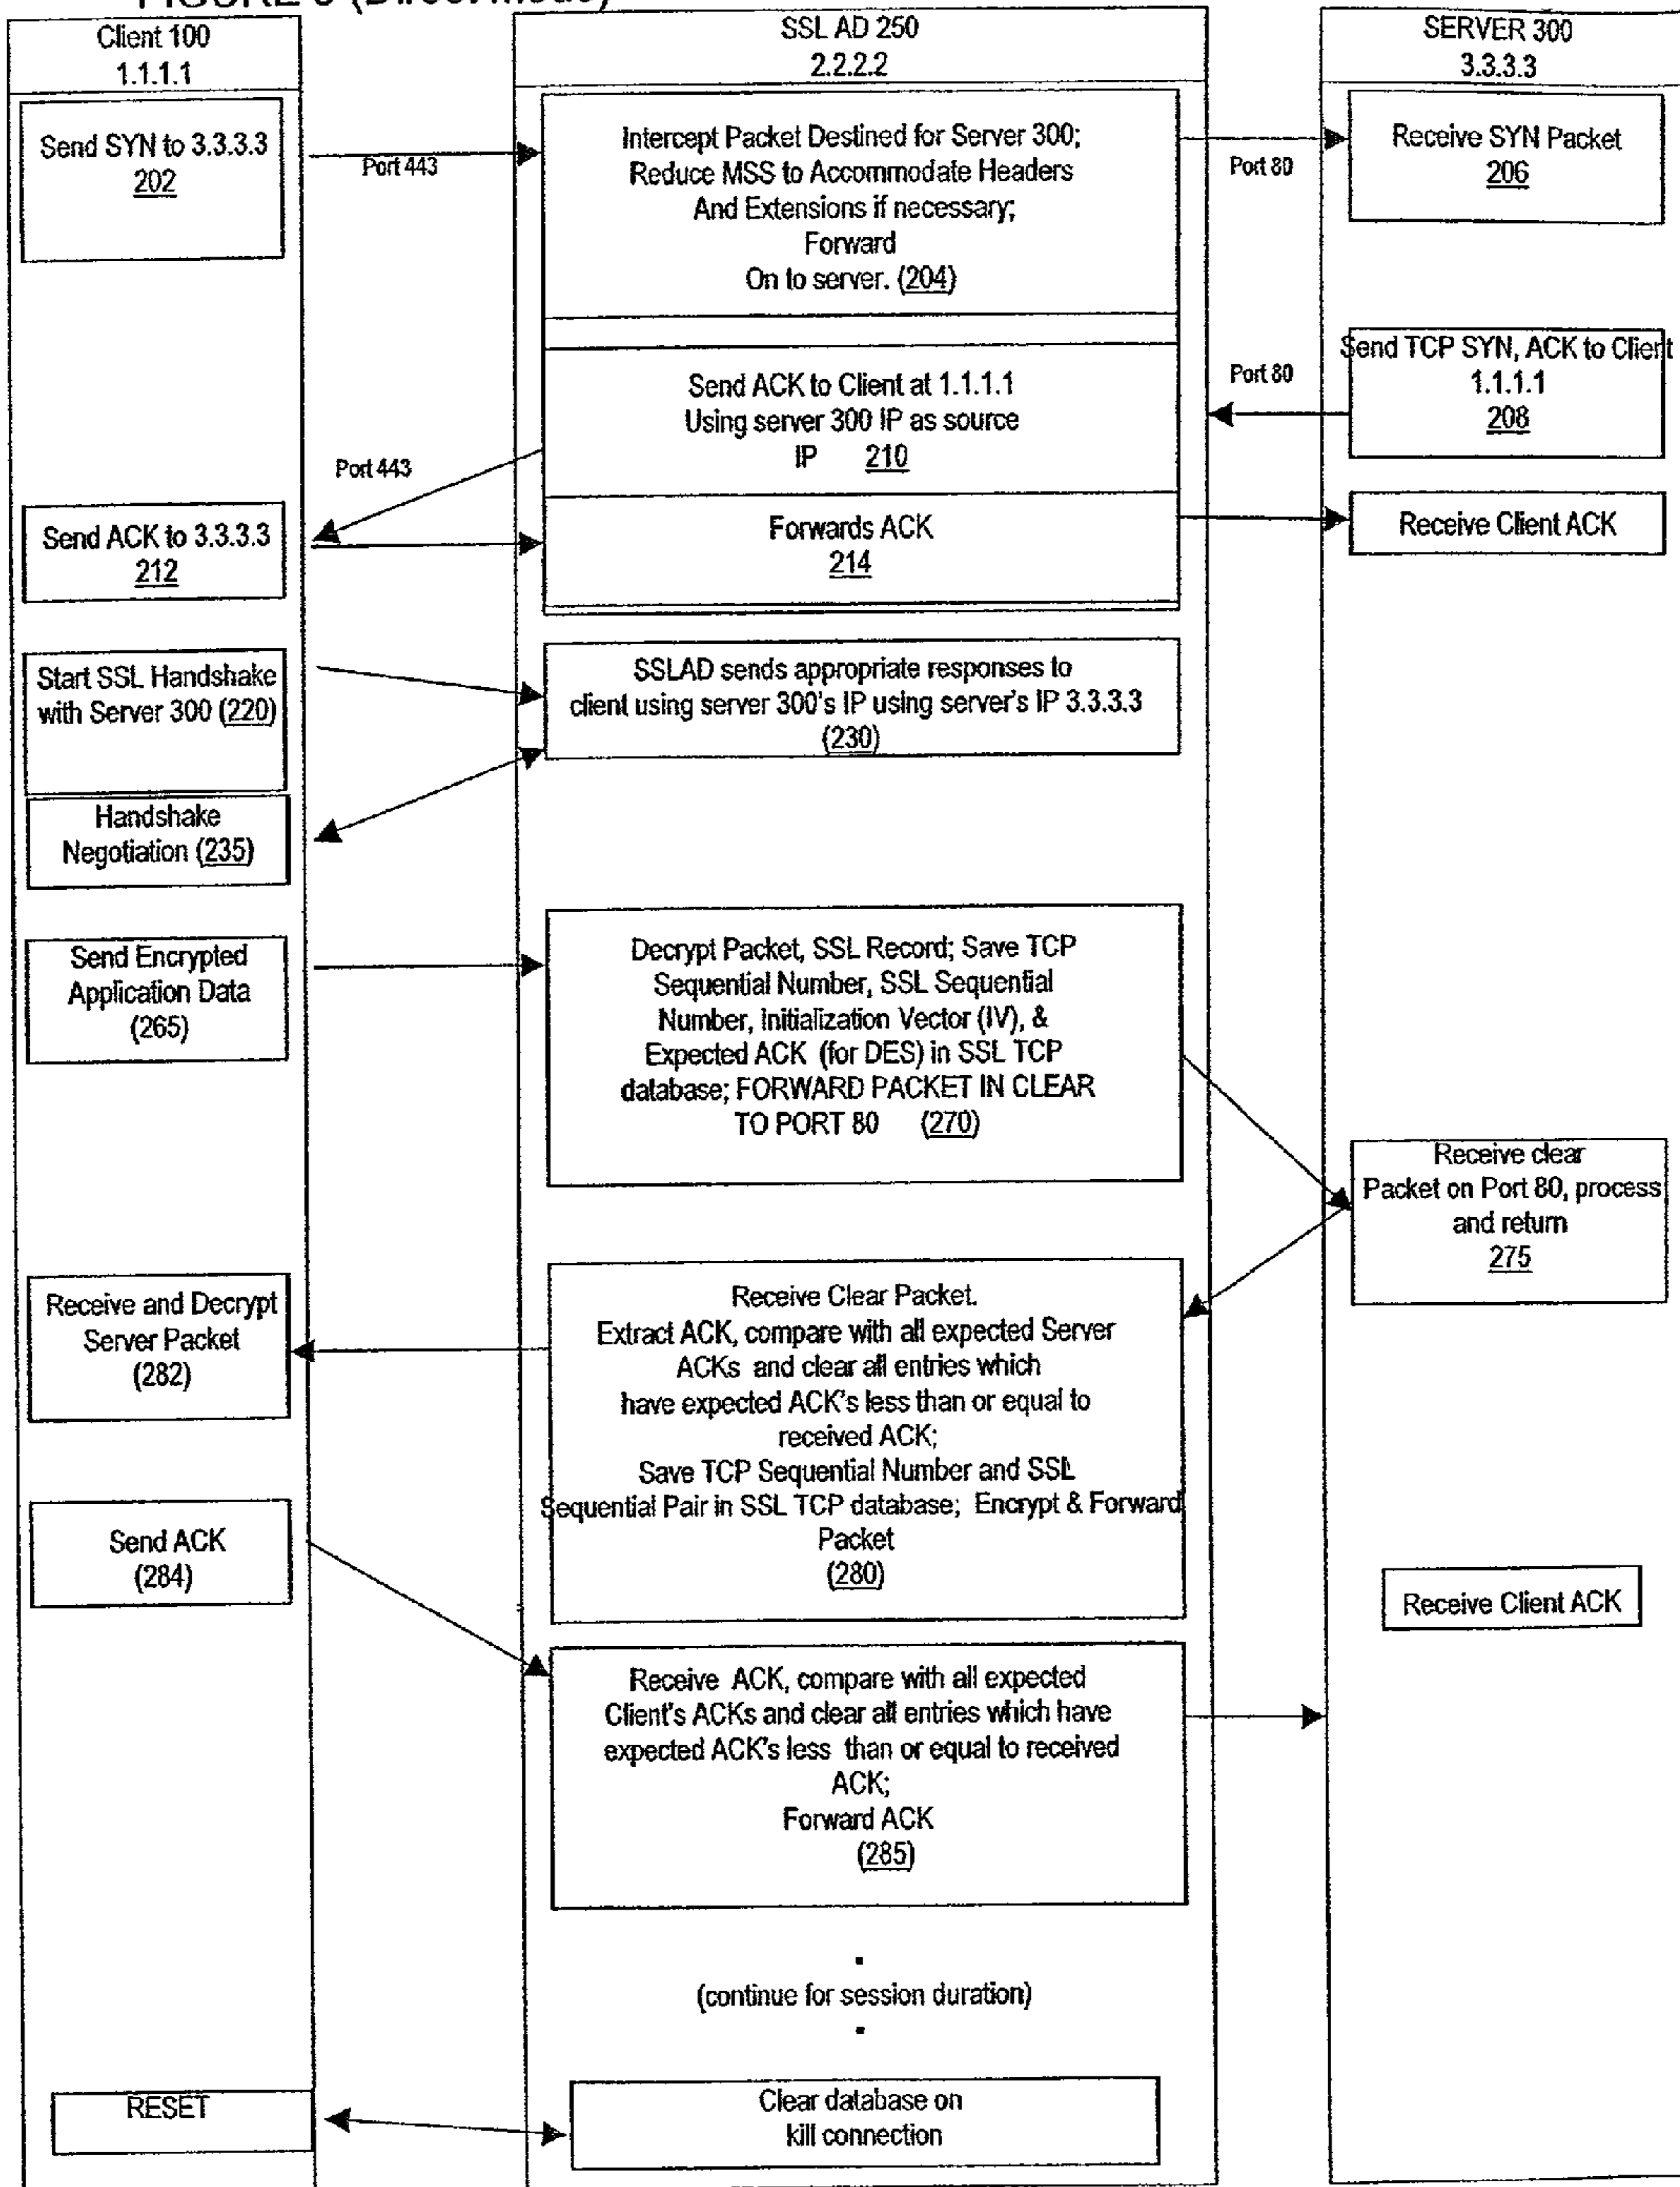 Client 100
1.1.1.1
SSL AD 250
2.2.2.2
SERVER 300
3.3.3.3
Send SYN to 3.3.3.3
202
Port 443
Intercept Packet Destined for Server 300;
Reduce MSS to Accommodate Headers
And Extensions if necessary;
Forward
On to server. (204)
Port 80
Receive SYN Packet
206
Send TCP SYN, ACK to Client
1.1.1.1
208
Port 80
Send ACK to Client at 1.1.1.1
Using server 300 IP as source
IP 210
Port 443
Send ACK to 3.3.3.3
212
Forwards ACK
214
Receive Client ACK
Start SSL Handshake
with Server 300 (220)
SSLAD sends appropriate responses to
client using server 300's IP using server's IP 3.3.3.3
(230)
Handshake
Negotiation (235)
Send Encrypted
Application Data
(265)
Decrypt Packet, SSL Record; Save TCP
Sequential Number, SSL Sequential
Number, Initialization Vector (IV), &
Expected ACK (for DES) in SSL TCP
database; FORWARD PACKET IN CLEAR
TO PORT 80 (270)
Receive clear
Packet on Port 80, process
and return
275
Receive Clear Packet.
Extract ACK, compare with all expected Server
ACKs and clear all entries which
have expected ACK's less than or equal to
received ACK;
Save TCP Sequential Number and SSL
Sequential Pair in SSL TCP database; Encrypt & Forward
Packet
(280)
Receive and Decrypt
Server Packet
(282)
Send ACK
(284)
Receive Client ACK
Receive ACK, compare with all expected
Client's ACKs and clear all entries which have
expected ACK's less than or equal to received
ACK;
Forward ACK
(285)
(continue for session duration)
RESET
Clear database on
kill connection